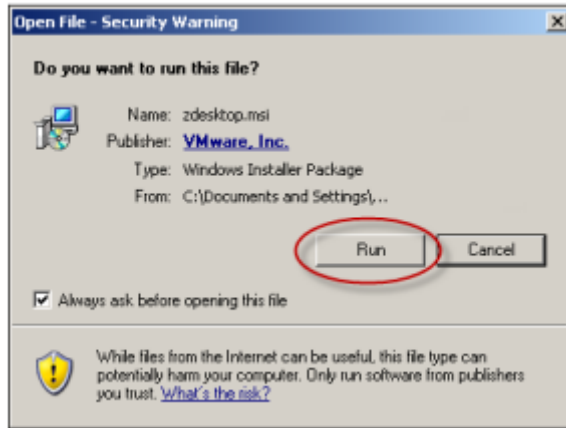 Open File - Security Warning
Do you want to run this file?
Name: zdesktop.msi
Publisher: VMware, Inc.
Type: Windows Installer Package
From: C:\Documents and Settings\,...
Run Cancel
Always ask before opening this file
While files from the Internet can be useful, this file type can
potentially harm your computer. Only run software from publishers
you trust. What's the risk?